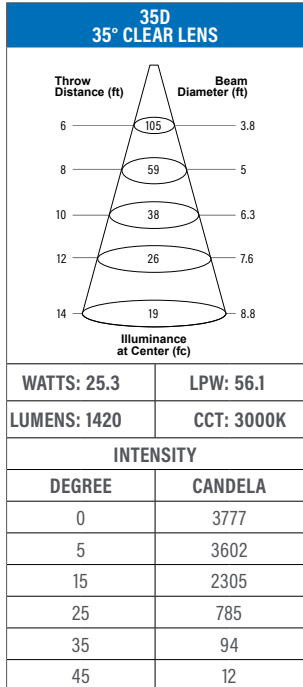 35D
35° CLEAR LENS
Throw Beam
Distance (ft) Diameter (ft)
6 105 3.8
8 59 5
10 38 6.3
12 26 7.6
14 19 8.8
Illuminance
at Center (fc)
WATTS: 25.3 LPW: 56.1
LUMENS: 1420 CCT: 3000K
INTENSITY
DEGREE CANDELA
0 3777
5 3602
15 2305
25 785
35 94
45 12